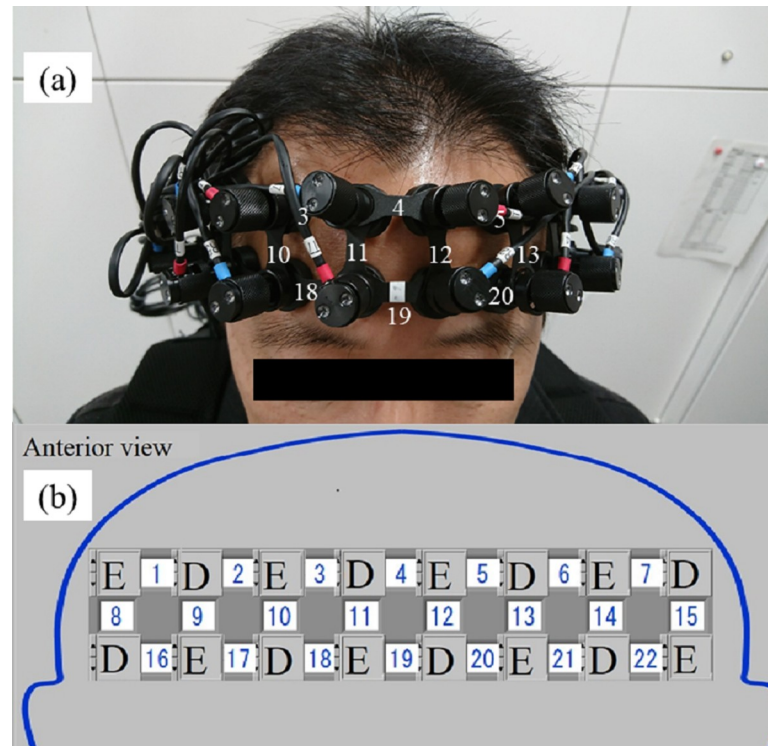 (a)
3 4 5
10 11 12 13
18 19 20
Anterior view
(b)
E 1 D 2 E 3 D 4 E 5 D 6 E 7 D
8 9 10 11 12 13 14 15
D 16 E 17 D 18 E 19 D 20 E 21 D 22 E